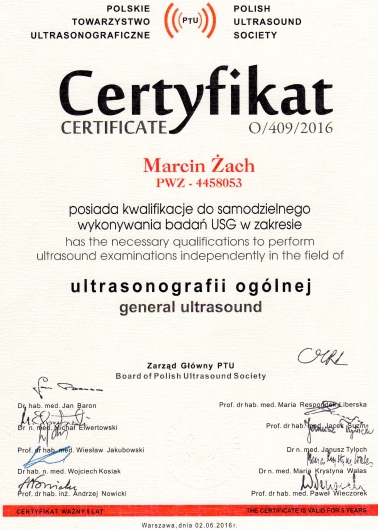 POLSKIE
TOWARZYSTWO
ULTRASONOGRAFICZNE
PTU
POLISH
ULTRASOUND
SOCIETY
Certyfikat
CERTIFICATE
O/409/2016
Marcin Żach
PWZ - 4458053
posiada kwalifikacje do samodzielnego
wykonywania badań USG w zakresie
has the necessary qualifications to perform
ultrasound examinations independently in the field of
ultrasonografii ogólnej
general ultrasound
Zarząd Główny PTU
Board of Polish Ultrasound Society
Dr hab. med. Jan Baron
Dr n. med. Michał Elwertowski
Prof. dr hab. med. Wiesław Jakubowski
Dr hab. n. med. Wojciech Kosiak
Prof. dr hab. inż. Andrzej Nowicki
Prof. dr hab. med. Maria Respondek-Liberska
Prof. dr hab. med. Jacek
Dr n. med. Janusz Tyloch
Dr n. med. Maria Krystyna Walas
Prof. dr hab. med. Paweł Wieczorek
CERTYFIKAT WAŻNY 5 LAT
THE CERTIFICATE IS VALID FOR 5 YEARS
Warszawa, dnia 02.06.2016r.